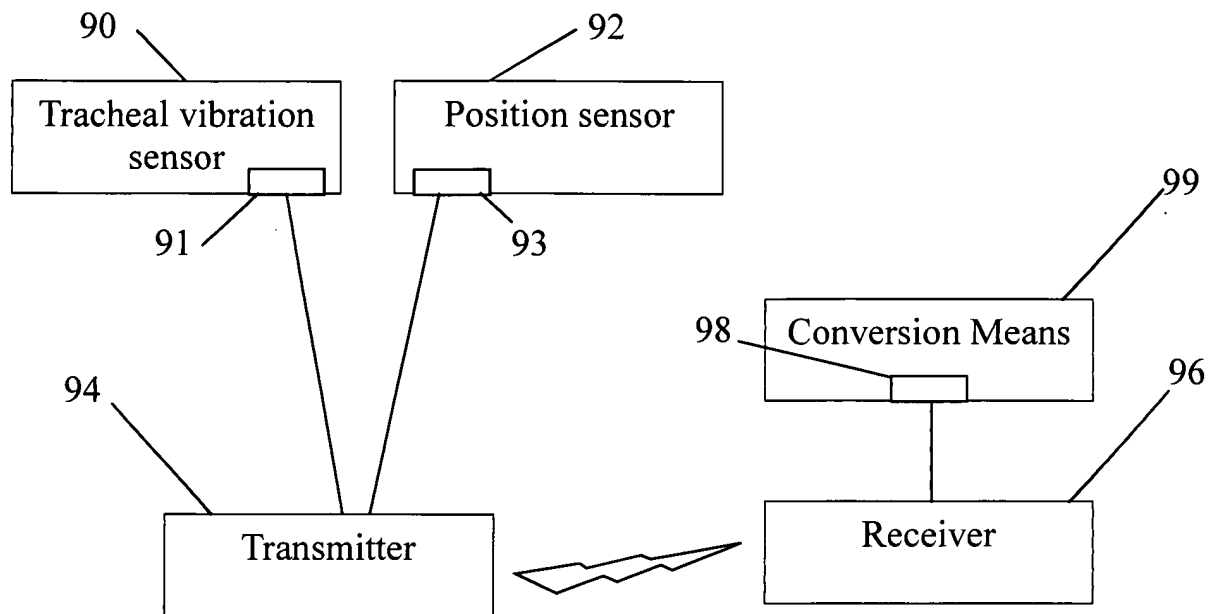 90
92
Tracheal vibration
sensor
Position sensor
91
93
99
Conversion Means
98
94
96
Transmitter
Receiver